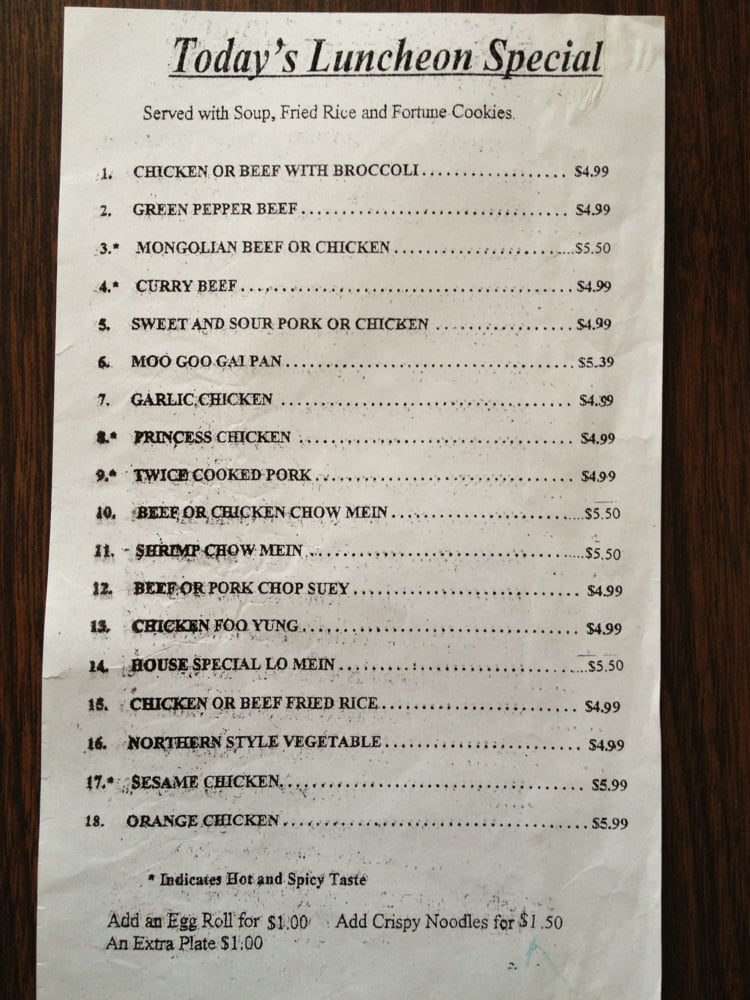 Today's Luncheon Special
Served with Soup, Fried Rice and Fortune Cookies.
1. CHICKEN OR BEEF WITH BROCCOLI.................. $4.99
2. GREEN PEPPER BEEF.................................. $4.99
3.* MONGOLIAN BEEF OR CHICKEN.......................$5.50
4.* CURRY BEEF.......................................... $4.99
5. SWEET AND SOUR PORK OR CHICKEN ................. $4.99
6. MOO GOO GAI PAN.................................... $5.39
7. GARLIC CHICKEN ..................................... $4.99
8.* PRINCESS CHICKEN ................................... $4.99
9.* TWICE COOKED PORK................................. $4.99
10. BEEF OR CHICKEN CHOW MEIN.......................$5.50
11. SHRIMP CHOW MEIN ..................................$5.50
12. BEEF OR PORK CHOP SUEY............................. $4.99
13. CHICKEN FOO YUNG................................... $4.99
14. HOUSE SPECIAL LO MEIN..............................$5.50
15. CHICKEN OR BEEF FRIED RICE......................... $4.99
16. NORTHERN STYLE VEGETABLE......................... $4.99
17.* SESAME CHICKEN..................................... $5.99
18. ORANGE CHICKEN.....................................$5.99
* Indicates Hot and Spicy Taste
Add an Egg Roll for $1.00 Add Crispy Noodles for $1.50
An Extra Plate $1.00